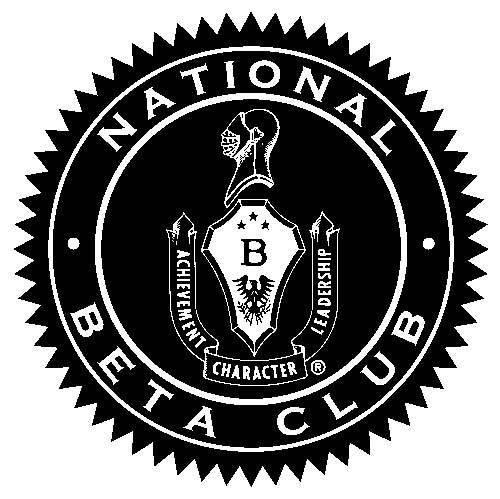 NATIONAL
BETA CLUB
B
ACHIEVEMENT
CHARACTER
LEADERSHIP
®